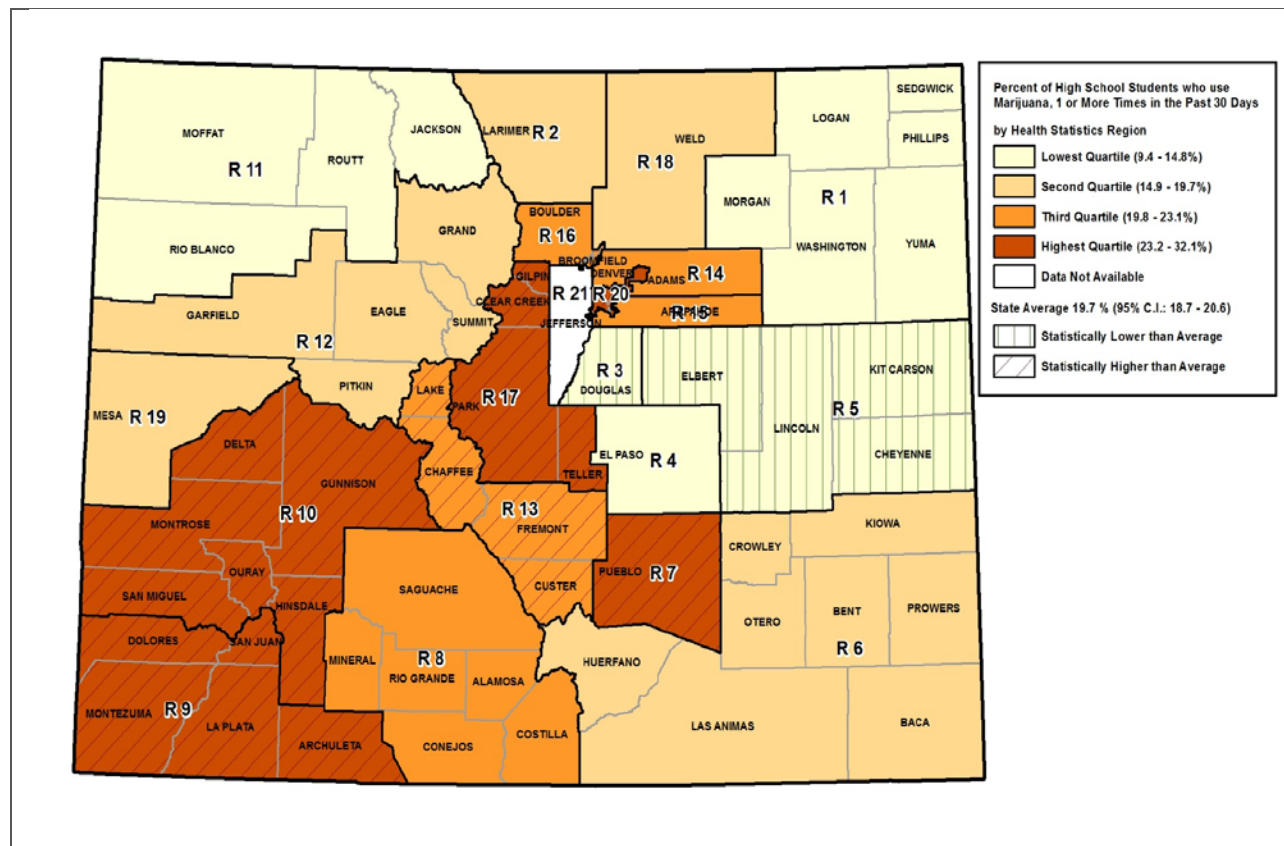 SEDGWICK
LOGAN
MOFFAT
JACKSON
LARIMER
R 2
WELD
PHILLIPS
R 11
ROUTT
R 18
MORGAN
R 1
BOULDER
GRAND
R 16
RIO BLANCO
WASHINGTON
YUMA
BROOMFIELD
DENVER
GILPIN
ADAMS
R 14
R 21
R 20
CLEAR CREEK
EAGLE
GARFIELD
SUMMIT
JEFFERSON
ARAPAHOE
R 15
R 12
R 3
DOUGLAS
ELBERT
KIT CARSON
PITKIN
LAKE
PARK
R 17
R 5
MESA
R 19
LINCOLN
DELTA
EL PASO
R 4
CHEYENNE
CHAFFEE
TELLER
GUNNISON
R 10
R 13
FREMONT
MONTROSE
KIOWA
CROWLEY
OURAY
PUEBLO
R 7
SAGUACHE
CUSTER
SAN MIGUEL
HINSDALE
BENT
PROWERS
OTERO
DOLORES
SAN JUAN
R 6
MINERAL
R 8
HUERFANO
RIO GRANDE
ALAMOSA
R 9
MONTEZUMA
LA PLATA
LAS ANIMAS
BACA
COSTILLA
ARCHULETA
CONEJOS
Percent of High School Students who use
Marijuana, 1 or More Times in the Past 30 Days
by Health Statistics Region
Lowest Quartile (9.4 - 14.8%)
Second Quartile (14.9 - 19.7%)
Third Quartile (19.8 - 23.1%)
Highest Quartile (23.2 - 32.1%)
Data Not Available
State Average 19.7 % (95% C.I.: 18.7 - 20.6)
Statistically Lower than Average
Statistically Higher than Average